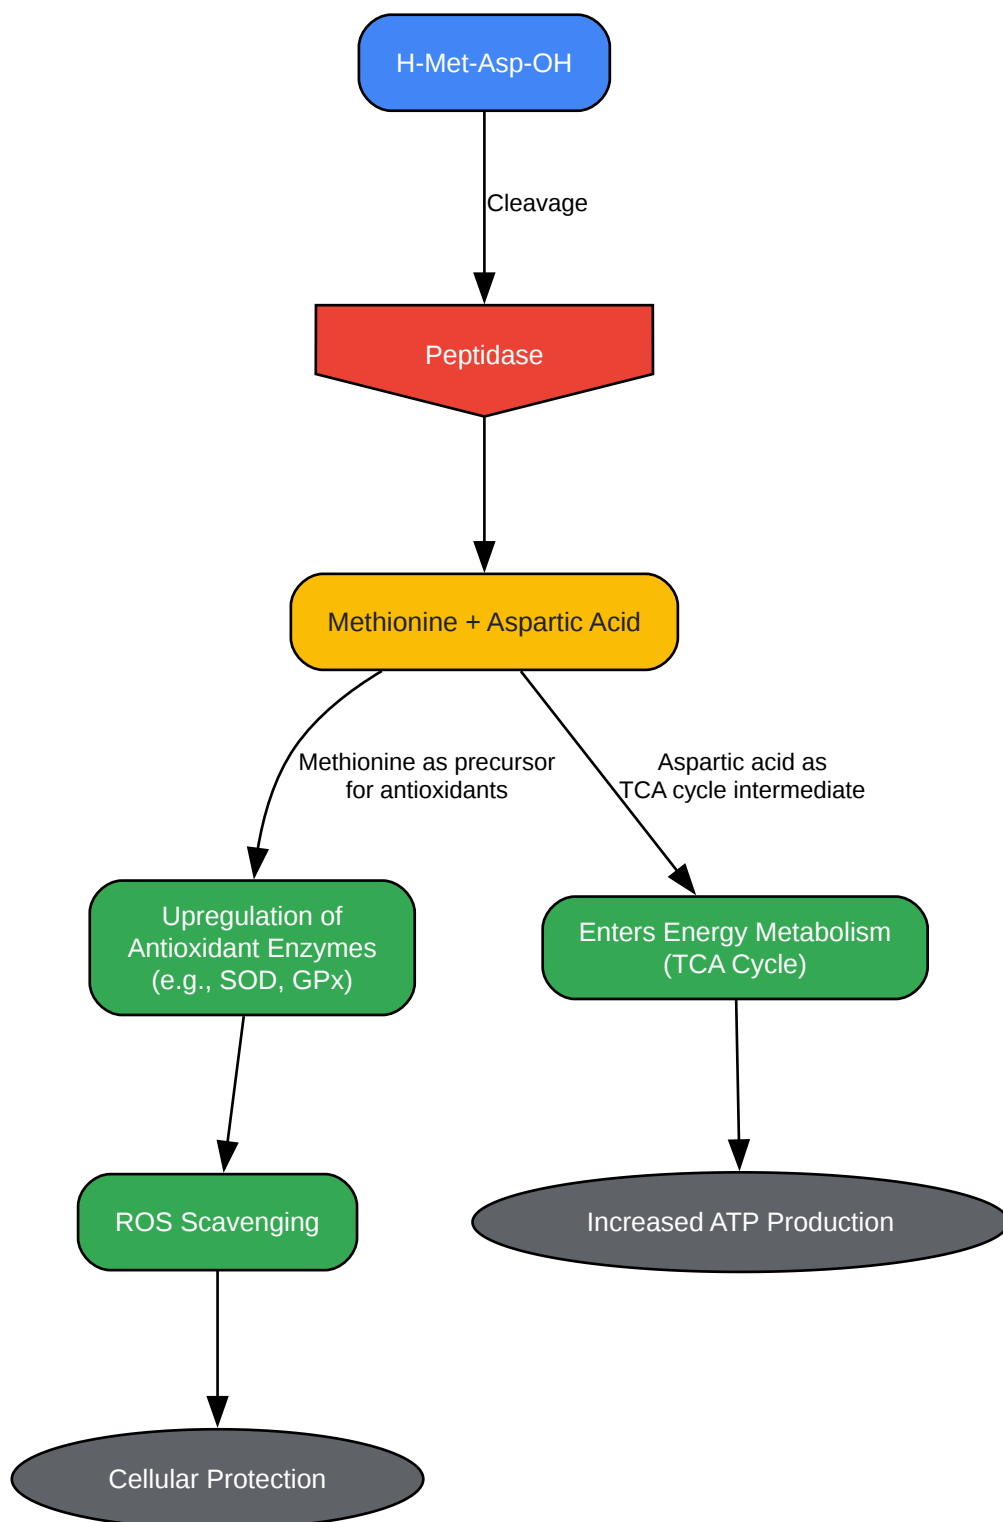 H-Met-Asp-OH
Cleavage
Peptidase
Methionine + Aspartic Acid
Methionine as precursor
for antioxidants
Aspartic acid as
TCA cycle intermediate
Upregulation of
Antioxidant Enzymes
(e.g., SOD, GPx)
Enters Energy Metabolism
(TCA Cycle)
ROS Scavenging
Increased ATP Production
Cellular Protection